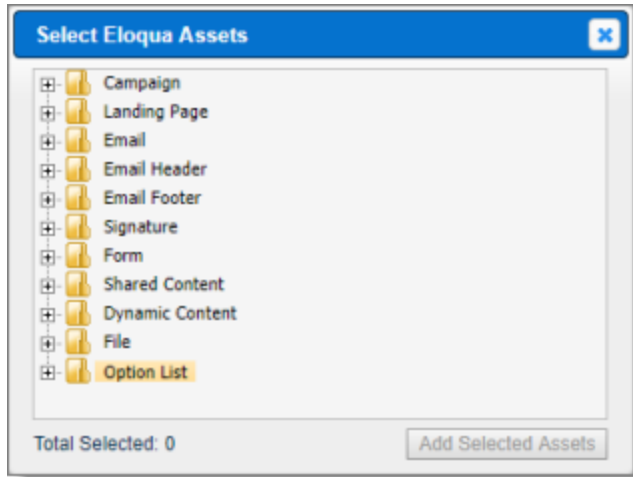 Select Eloqua Assets
Campaign
Landing Page
Email
Email Header
Email Footer
Signature
Form
Shared Content
Dynamic Content
File
Option List
Total Selected: 0
Add Selected Assets